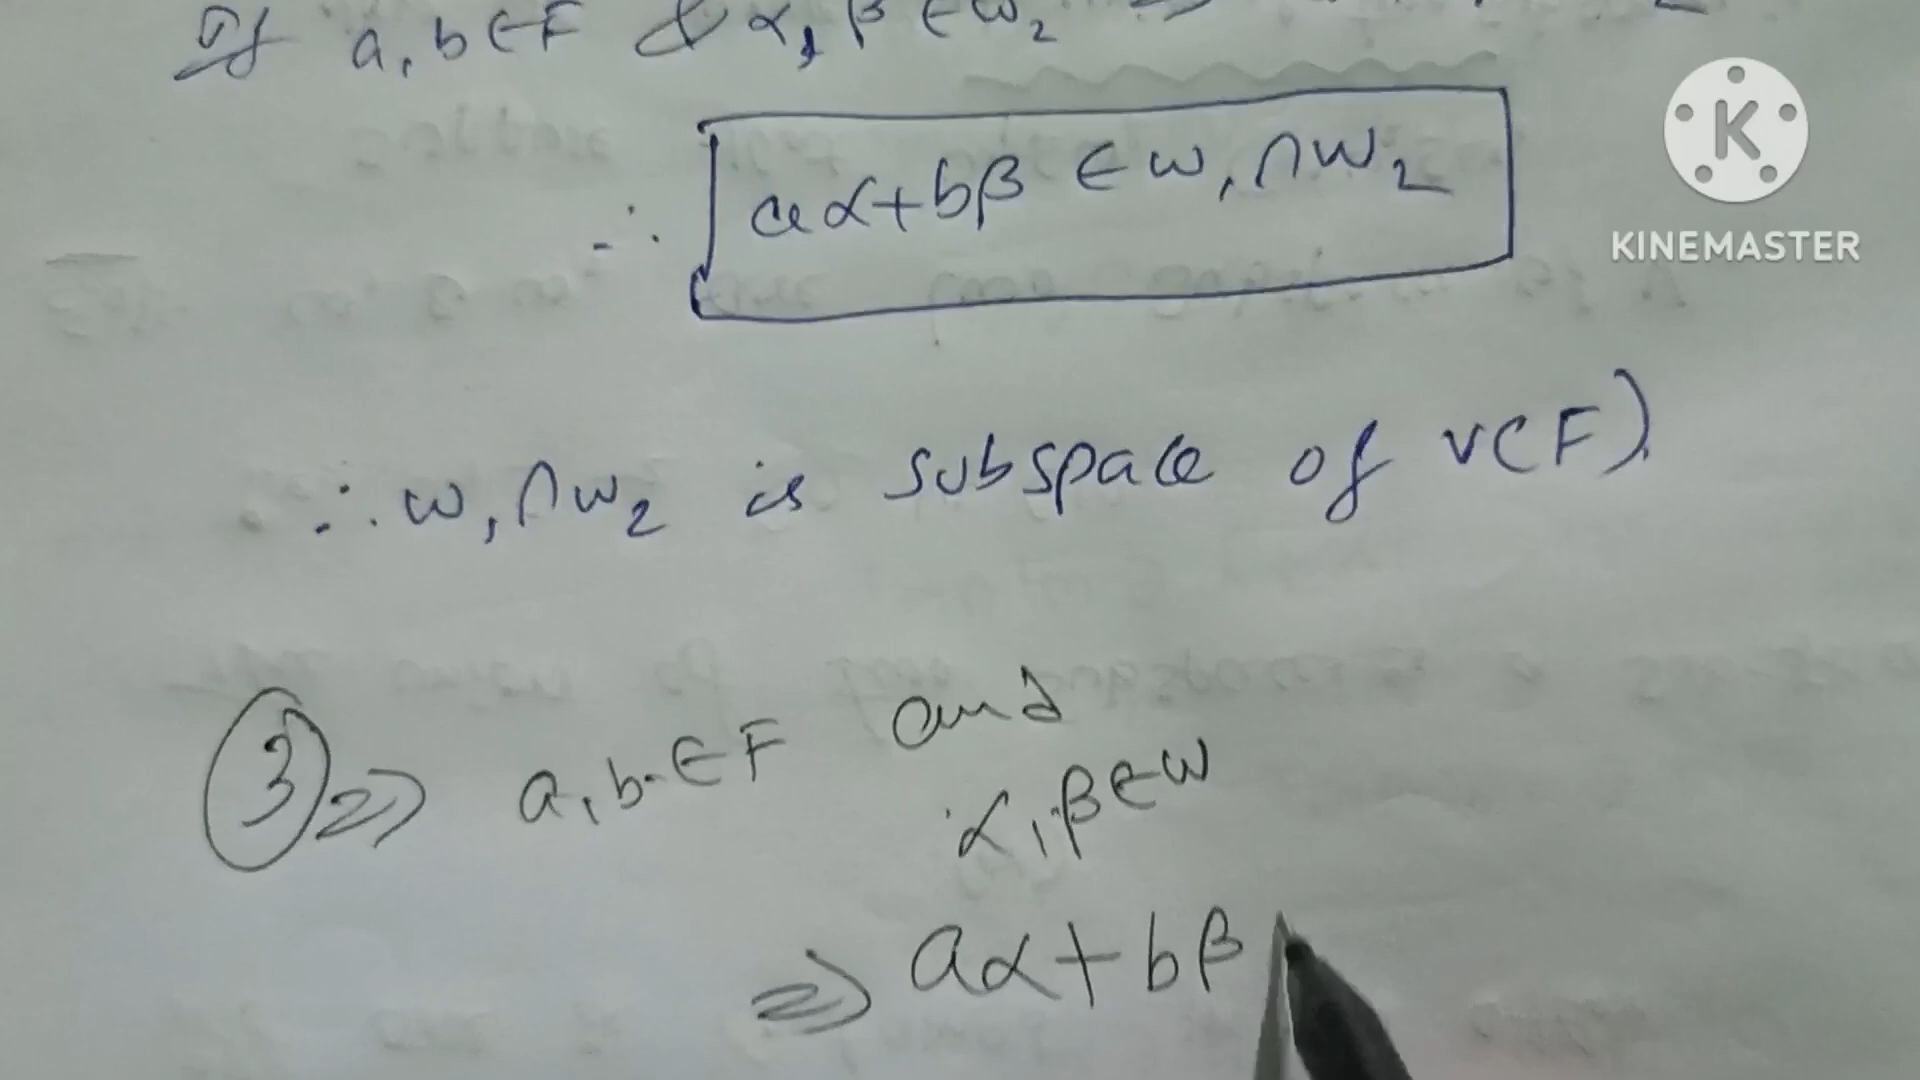 If a, b ∈ F & α, β ∈ W₂ ⇒
∴ aα+bβ ∈ W₁∩W₂
KINEMASTER
∴ W₁∩W₂ is subspace of V(F)
③ ⇒ a, b ∈ F and
α, β ∈ W
⇒ aα+bβ